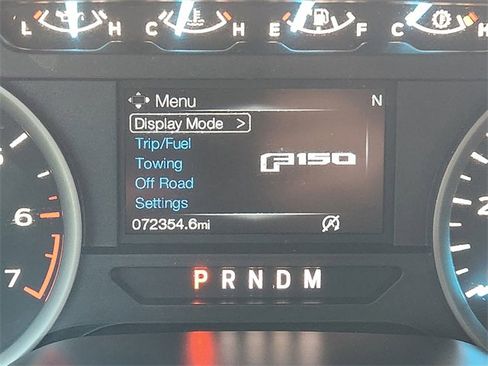 L H C H E F C H
Menu N
Display Mode >
Trip/Fuel
F150
Towing
Off Road
Settings
072354.6mi
6
7
P R N D M